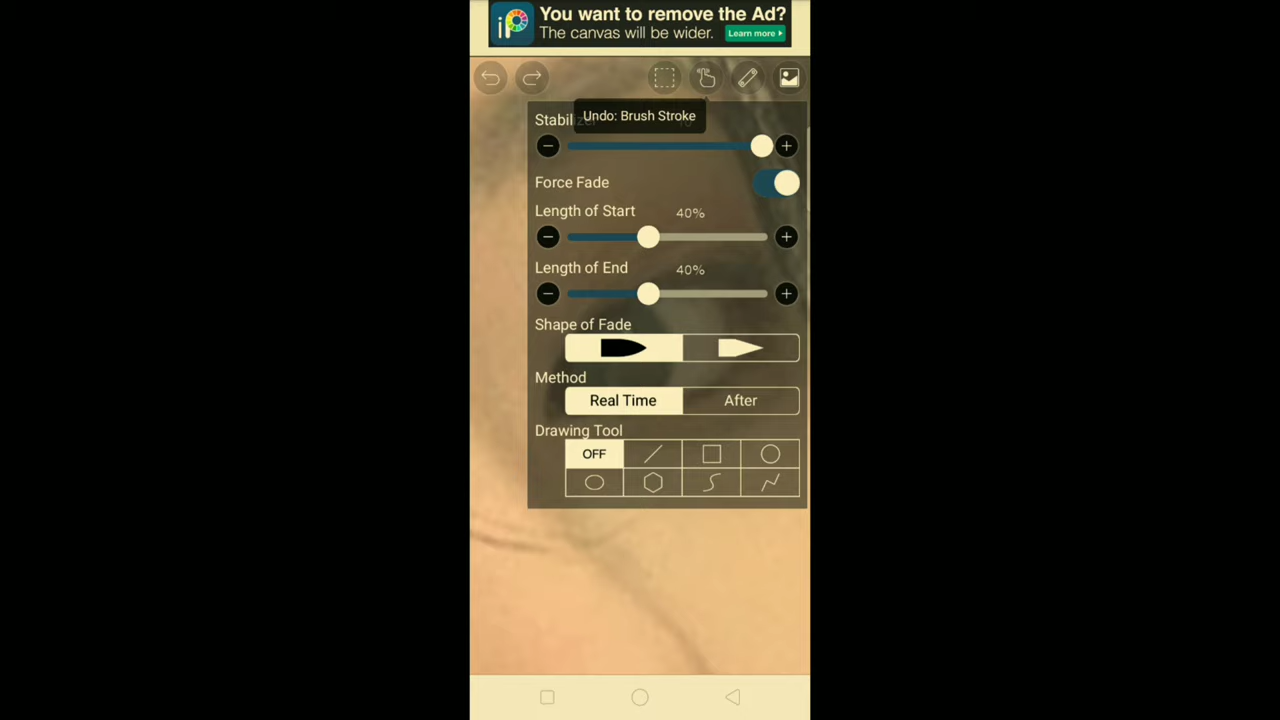 You want to remove the Ad?
The canvas will be wider.
Learn more
Undo: Brush Stroke
Force Fade
Length of Start 40%
Length of End 40%
Shape of Fade
Method
Real Time After
Drawing Tool
OFF